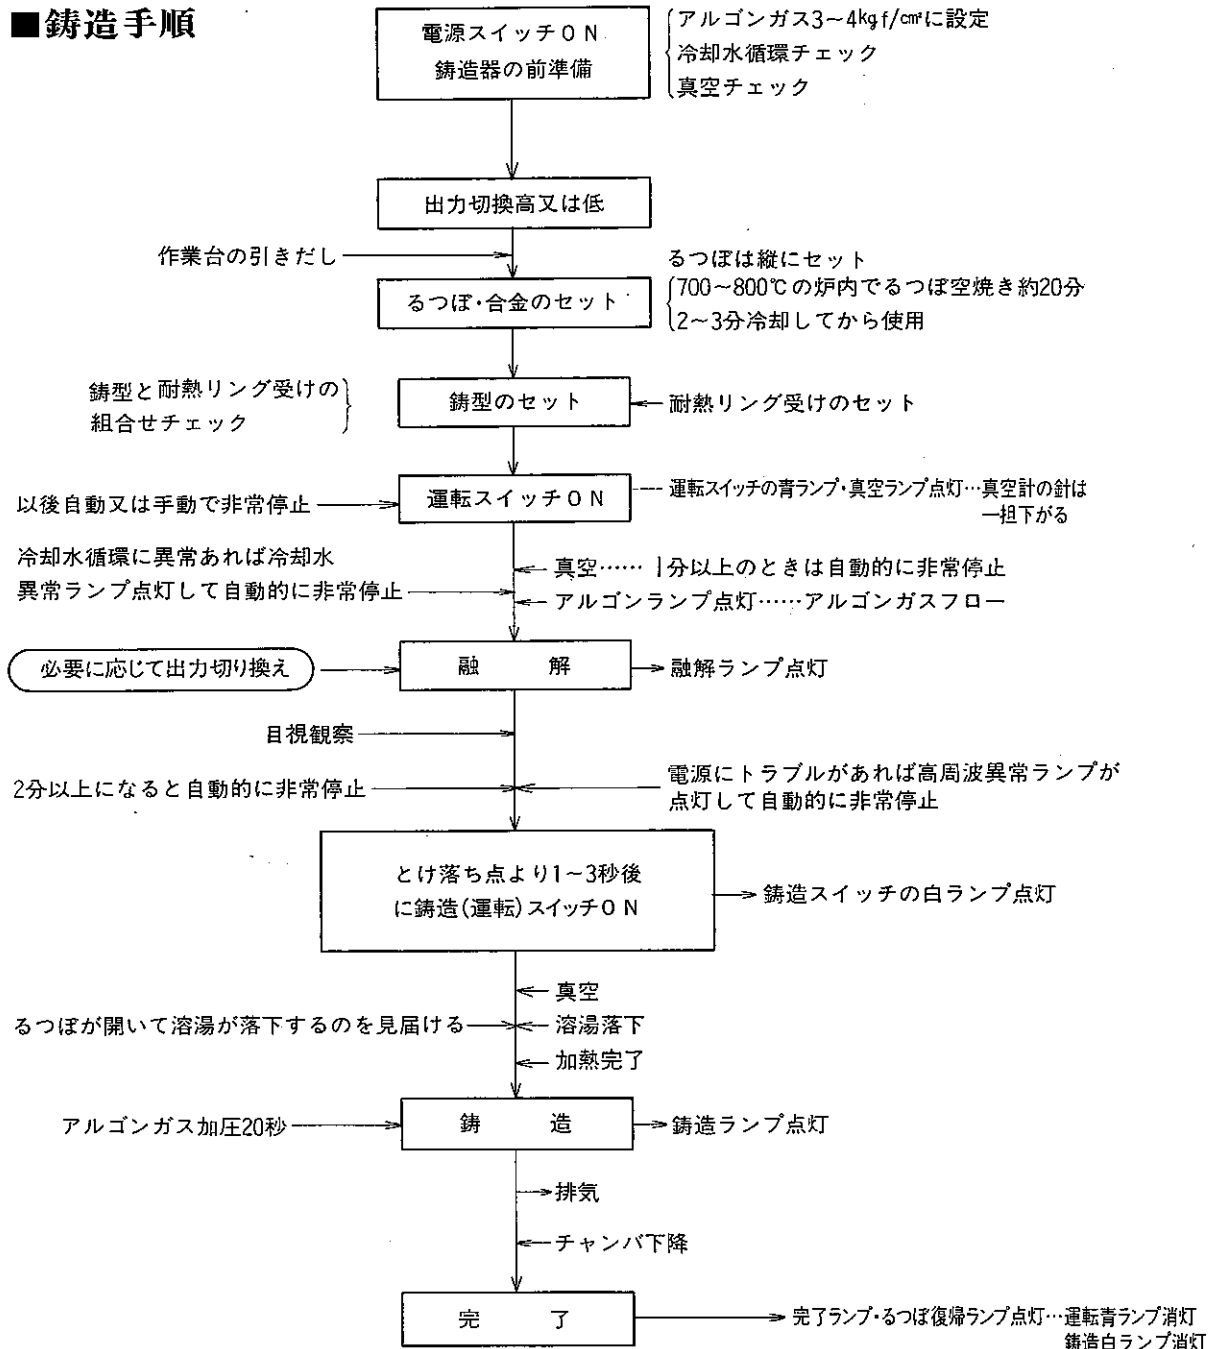 ■鋳造手順
電源スイッチON
鋳造器の前準備
アルゴンガス3~4kgf/cm²に設定
冷却水循環チェック
真空チェック
出力切換高又は低
作業台の引きだし
るつぼ・合金のセット
るつぼは縦にセット
700~800℃の炉内でるつぼ空焼き約20分
2~3分冷却してから使用
鋳型と耐熱リング受けの
組合せチェック
鋳型のセット
耐熱リング受けのセット
以後自動又は手動で非常停止
運転スイッチON
運転スイッチの青ランプ・真空ランプ点灯…真空計の針は
一担下がる
冷却水循環に異常あれば冷却水
異常ランプ点灯して自動的に非常停止
真空……1分以上のときは自動的に非常停止
アルゴンランプ点灯……アルゴンガスフロー
必要に応じて出力切り換え
融 解
融解ランプ点灯
目視観察
2分以上になると自動的に非常停止
電源にトラブルがあれば高周波異常ランプが
点灯して自動的に非常停止
とけ落ち点より1~3秒後
に鋳造(運転)スイッチON
鋳造スイッチの白ランプ点灯
真空
るつぼが開いて溶湯が落下するのを見届ける
溶湯落下
加熱完了
アルゴンガス加圧20秒
鋳 造
鋳造ランプ点灯
排気
チャンバ下降
完 了
完了ランプ・るつぼ復帰ランプ点灯…運転青ランプ消灯
鋳造白ランプ消灯